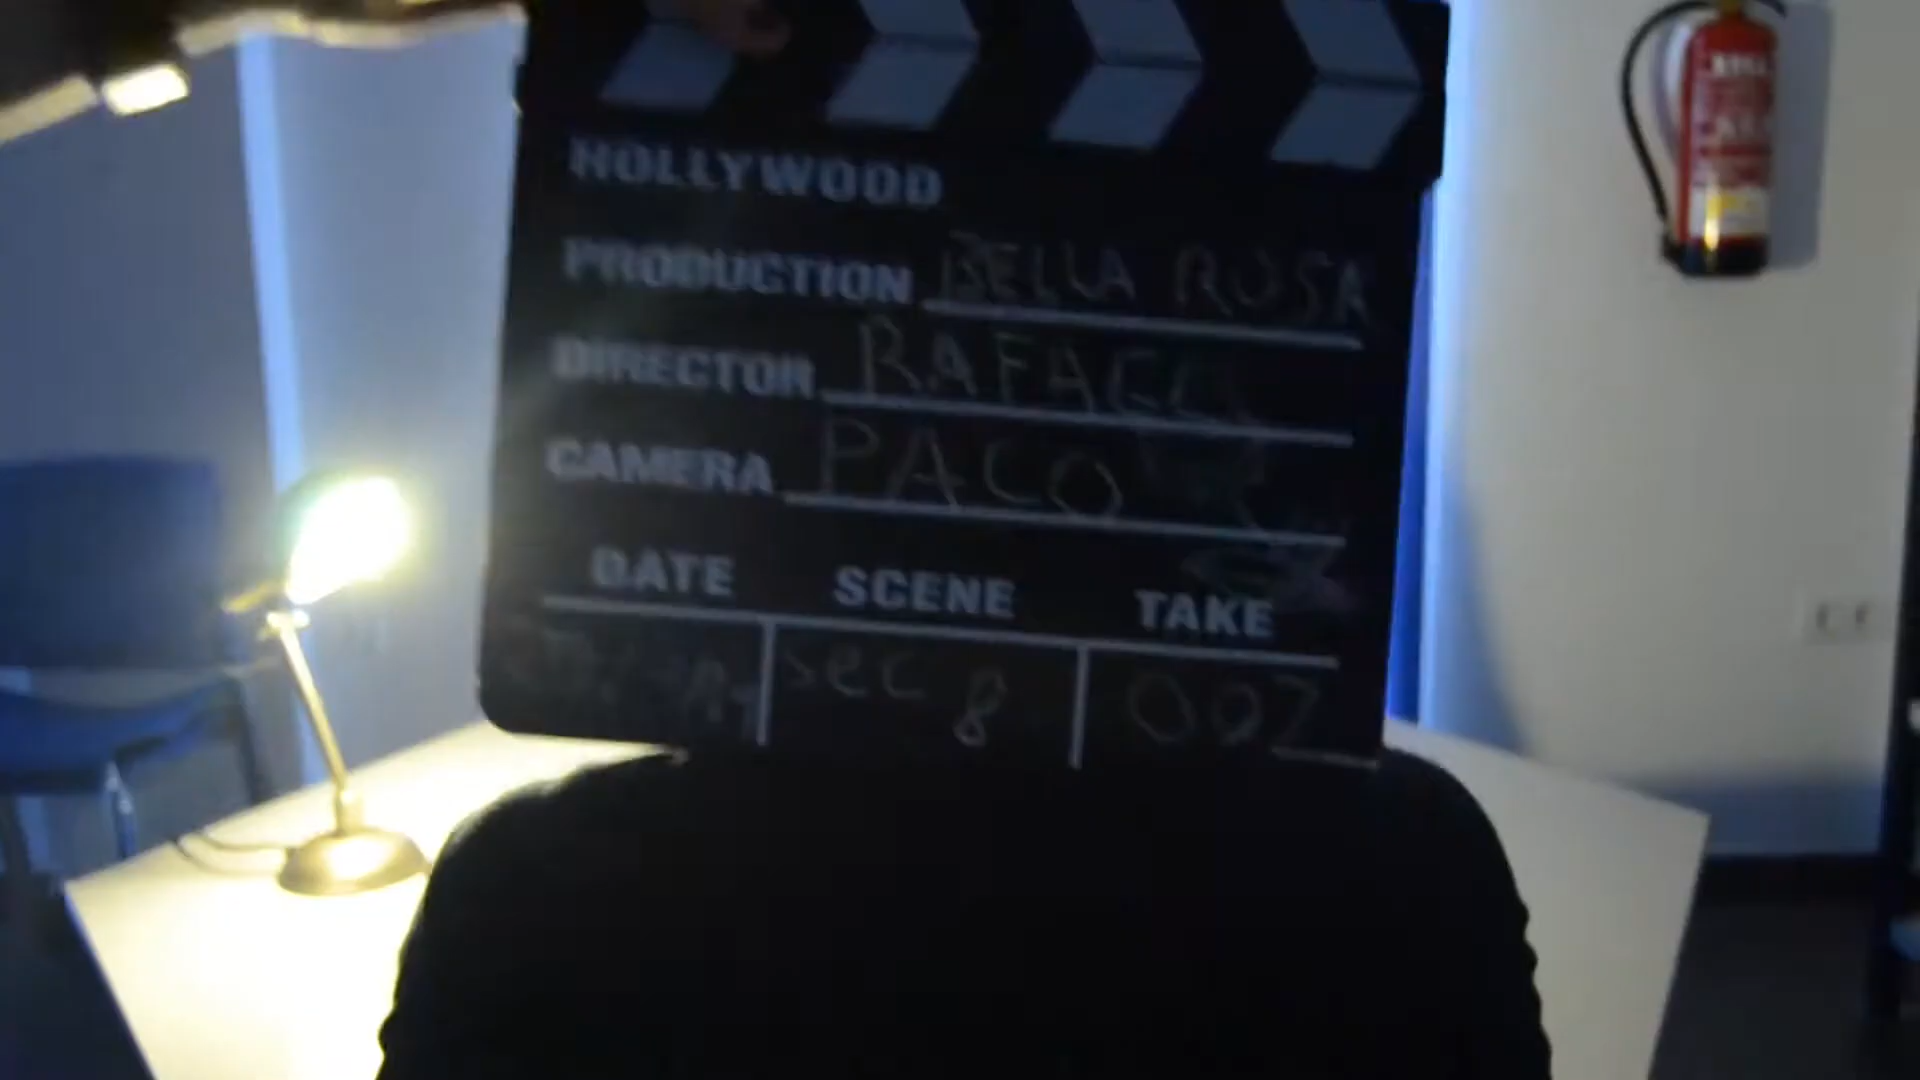 HOLLYWOOD
PRODUCTION BELLA ROSA
DIRECTOR
CAMERA PACO
DATE SCENE TAKE
sec 8 002